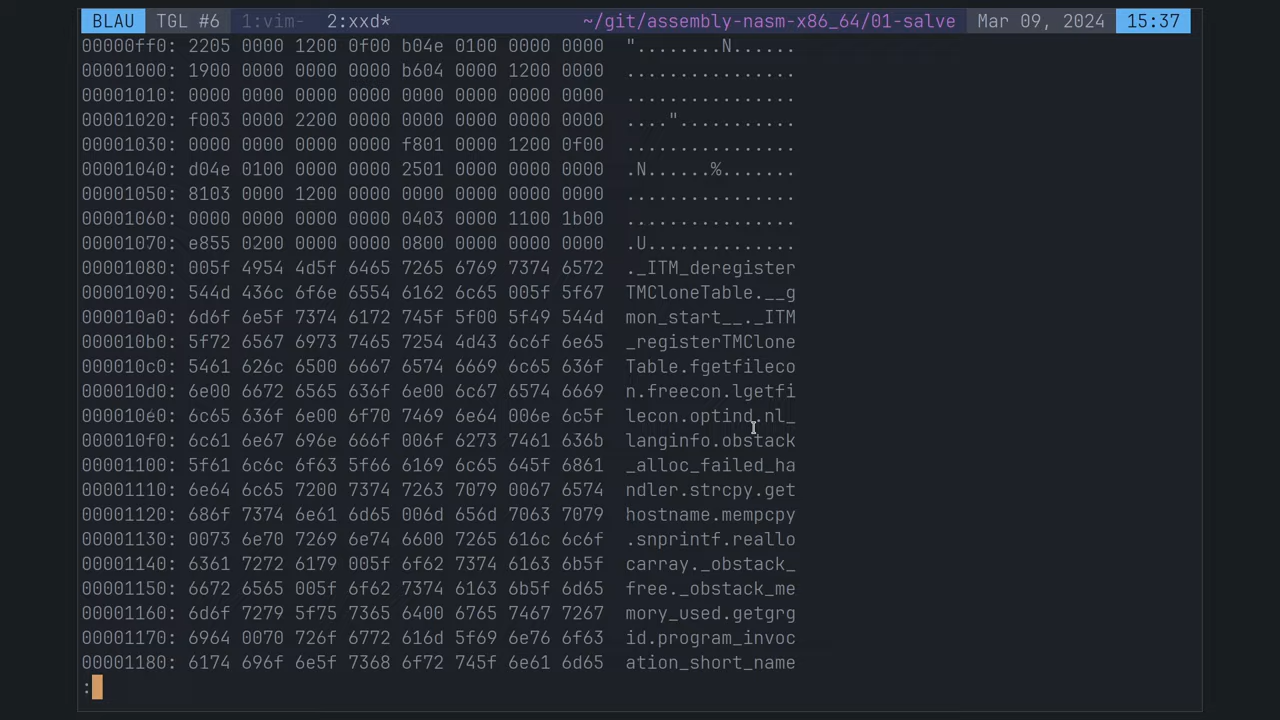 BLAU TGL #6 1:vim- 2:xxd* ~/git/assembly-nasm-x86_64/01-salve Mar 09, 2024 15:37
00000ff0: 2205 0000 1200 0f00 b04e 0100 0000 0000  "........N......
00001000: 1900 0000 0000 0000 b604 0000 1200 0000  ................
00001010: 0000 0000 0000 0000 0000 0000 0000 0000  ................
00001020: f003 0000 2200 0000 0000 0000 0000 0000  ...."...........
00001030: 0000 0000 0000 0000 f801 0000 1200 0f00  ................
00001040: d04e 0100 0000 0000 2501 0000 0000 0000  .N......%.......
00001050: 8103 0000 1200 0000 0000 0000 0000 0000  ................
00001060: 0000 0000 0000 0000 0403 0000 1100 1b00  ................
00001070: e855 0200 0000 0000 0800 0000 0000 0000  .U..............
00001080: 005f 4954 4d5f 6465 7265 6769 7374 6572  ._ITM_deregister
00001090: 544d 436c 6f6e 6554 6162 6c65 005f 5f67  TMCloneTable.__g
000010a0: 6d6f 6e5f 7374 6172 745f 5f00 5f49 544d  mon_start__._ITM
000010b0: 5f72 6567 6973 7465 7254 4d43 6c6f 6e65  _registerTMClone
000010c0: 5461 626c 6500 6667 6574 6669 6c65 636f  Table.fgetfileco
000010d0: 6e00 6672 6565 636f 6e00 6c67 6574 6669  n.freecon.lgetfi
000010e0: 6c65 636f 6e00 6f70 7469 6e64 006e 6c5f  lecon.optind.nl_
000010f0: 6c61 6e67 696e 666f 006f 6273 7461 636b  langinfo.obstack
00001100: 5f61 6c6c 6f63 5f66 6169 6c65 645f 6861  _alloc_failed_ha
00001110: 6e64 6c65 7200 7374 7263 7079 0067 6574  ndler.strcpy.get
00001120: 686f 7374 6e61 6d65 006d 656d 7063 7079  hostname.mempcpy
00001130: 0073 6e70 7269 6e74 6600 7265 616c 6c6f  .snprintf.reallo
00001140: 6361 7272 6179 005f 6f62 7374 6163 6b5f  carray._obstack_
00001150: 6672 6565 005f 6f62 7374 6163 6b5f 6d65  free._obstack_me
00001160: 6d6f 7279 5f75 7365 6400 6765 7467 7267  mory_used.getgrg
00001170: 6964 0070 726f 6772 616d 5f69 6e76 6f63  id.program_invoc
00001180: 6174 696f 6e5f 7368 6f72 745f 6e61 6d65  ation_short_name
: